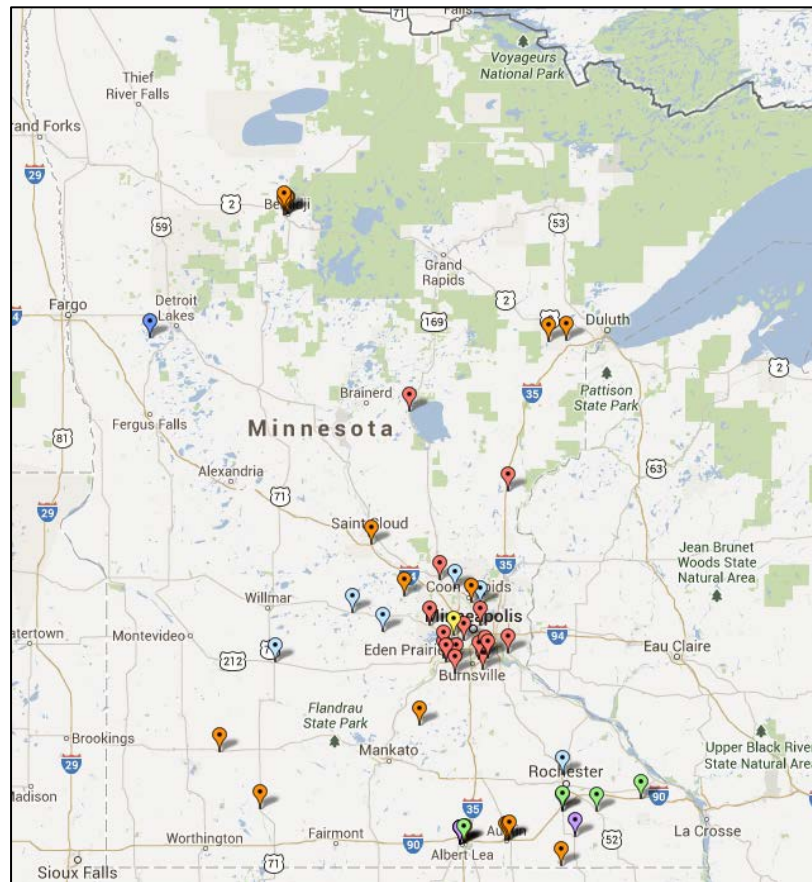 71
Falls
Voyageurs
National Park
Thief
River Falls
rand Forks
29
2
59
53
Grand
Rapids
Fargo
Detroit
Lakes
2
Duluth
169
2
Brainerd
35
Pattison
State Park
Fergus Falls
Minnesota
81
63
Alexandria
71
29
Saint Cloud
35
Jean Brunet
Woods State
Natural Area
Willmar
Minneapolis
94
atertown
Montevideo
Eau Claire
212
Eden Prairie
Burnsville
Flandrau
State Park
Brookings
Mankato
Upper Black River
State Natural Area
29
Rochester
Madison
90
35
La Crosse
Worthington
Fairmont
90
Albert Lea
52
71
Sioux Falls